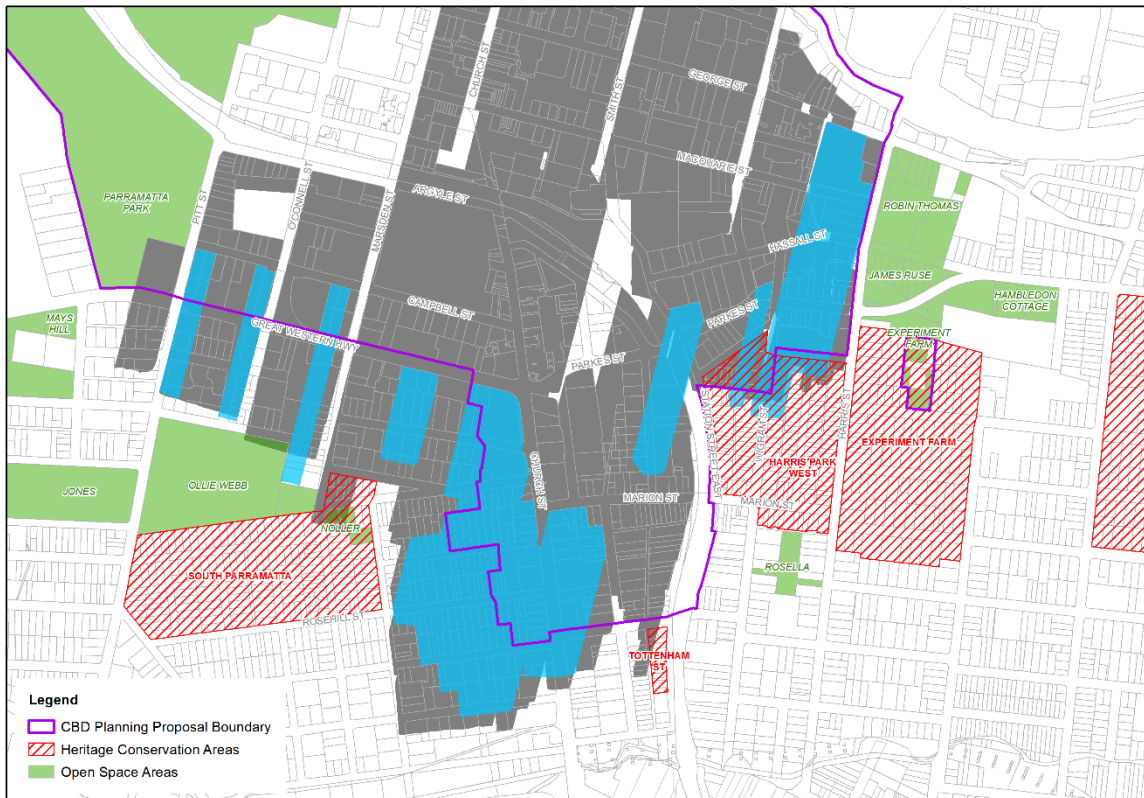 CHURCH ST
SMITH ST
GEORGE ST
MACQUARIE ST
ARGYLE ST
PARRAMATTA
PARK
PITT ST
O'CONNELL ST
MARSDEN ST
ROBIN THOMAS
HASSALL ST
JAMES RUSE
HAMBLEDON
COTTAGE
MAYS
HILL
GREAT WESTERN HWY
CAMPBELL ST
PARKES ST
PARKES ST
EXPERIMENT
FARM
STATION STREET EAST
WIGRAM ST
HARRIS ST
EXPERIMENT FARM
HARRIS PARK
WEST
JONES
OLLIE WEBB
CHURCH ST
MARION ST
MARION ST
NOLLER
SOUTH PARRAMATTA
ROSEHILL ST
ROSELLA
TOTTENHAM
ST
Legend
CBD Planning Proposal Boundary
Heritage Conservation Areas
Open Space Areas